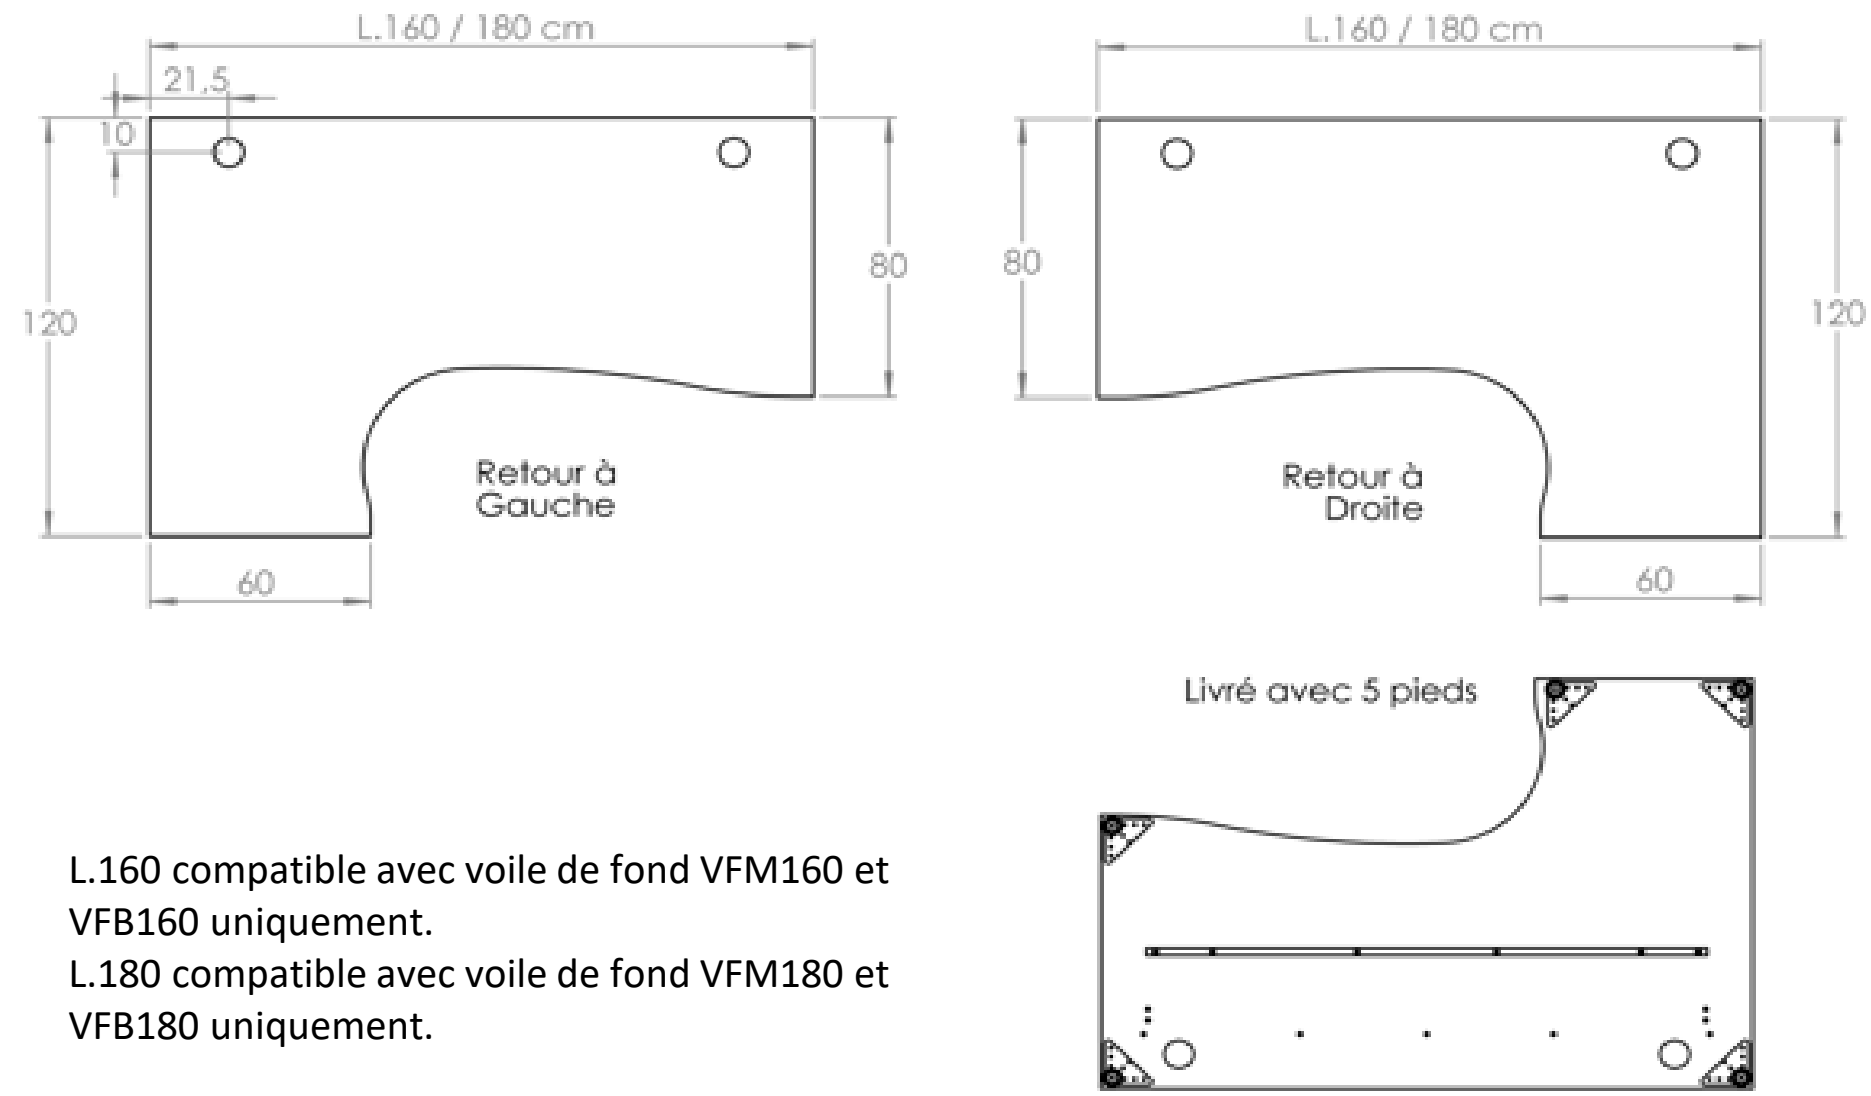 L.160 / 180 cm
21,5
10
120
80
60
Retour à
Gauche
L.160 / 180 cm
80
120
60
Retour à
Droite
Livré avec 5 pieds
L.160 compatible avec voile de fond VFM160 et
VFB160 uniquement.
L.180 compatible avec voile de fond VFM180 et
VFB180 uniquement.